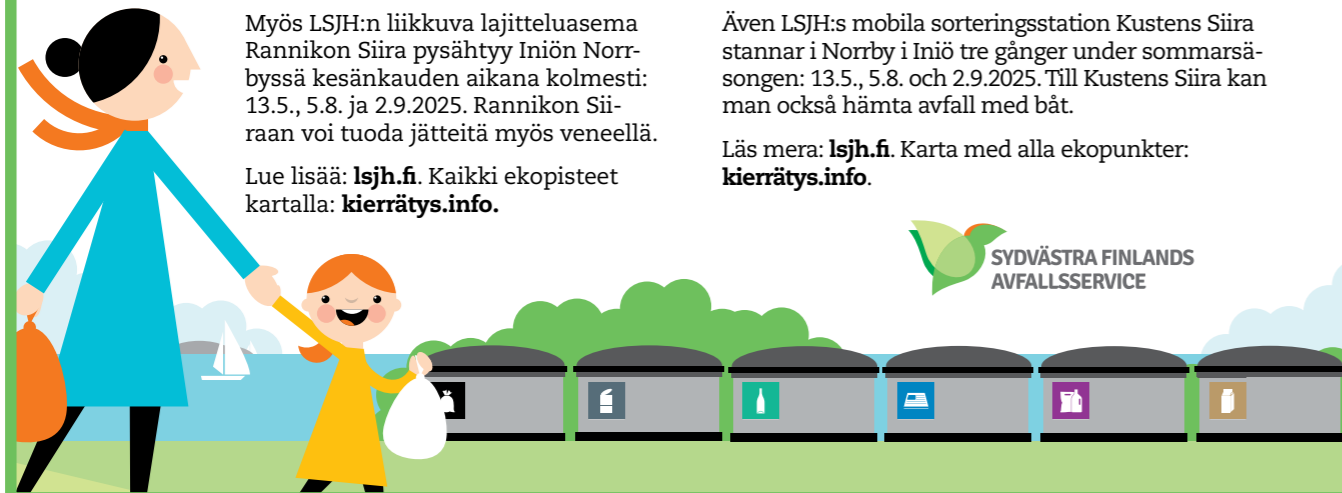 Myös LSJH:n liikkuva lajitteluasema
Rannikon Siira pysähtyy Iniön Norr-
byssä kesänkauden aikana kolmesti:
13.5., 5.8. ja 2.9.2025. Rannikon Sii-
raan voi tuoda jätteitä myös veneellä.
Lue lisää: lsjh.fi. Kaikki ekopisteet
kartalla: kierrätys.info.
Även LSJH:s mobila sorteringsstation Kustens Siira
stannar i Norrby i Iniö tre gånger under sommarsä-
songen: 13.5., 5.8. och 2.9.2025. Till Kustens Siira kan
man också hämta avfall med båt.
Läs mera: lsjh.fi. Karta med alla ekopunkter:
kierrätys.info.
SYDVÄSTRA FINLANDS
AVFALLSSERVICE